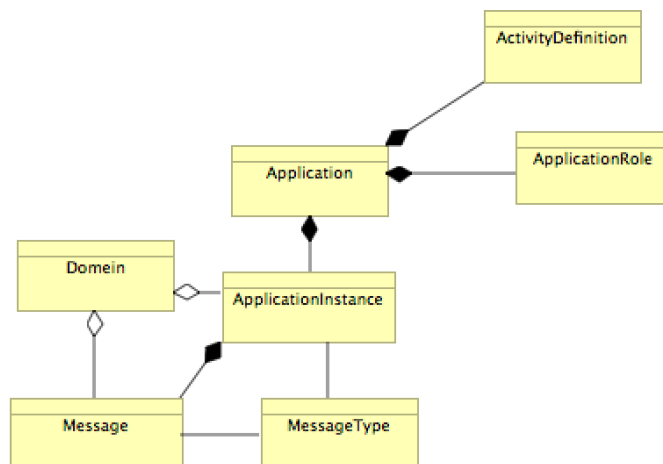 ActivityDefinition
ApplicationRole
Application
Domein
ApplicationInstance
Message
MessageType